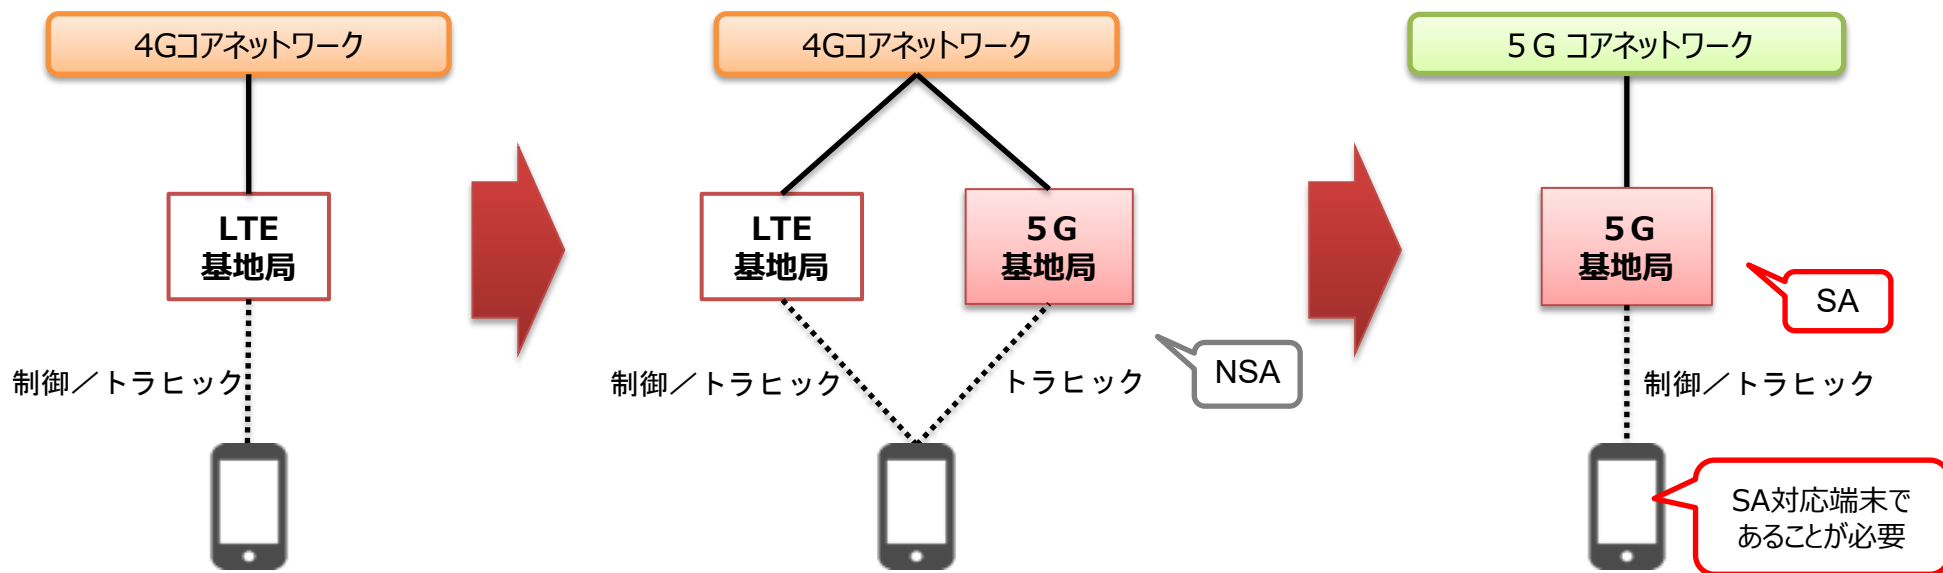 4Gコアネットワーク
4Gコアネットワーク
5G コアネットワーク
LTE
基地局
LTE
基地局
5G
基地局
5G
基地局
SA
NSA
制御／トラヒック
制御／トラヒック
トラヒック
制御／トラヒック
SA対応端末で
あることが必要